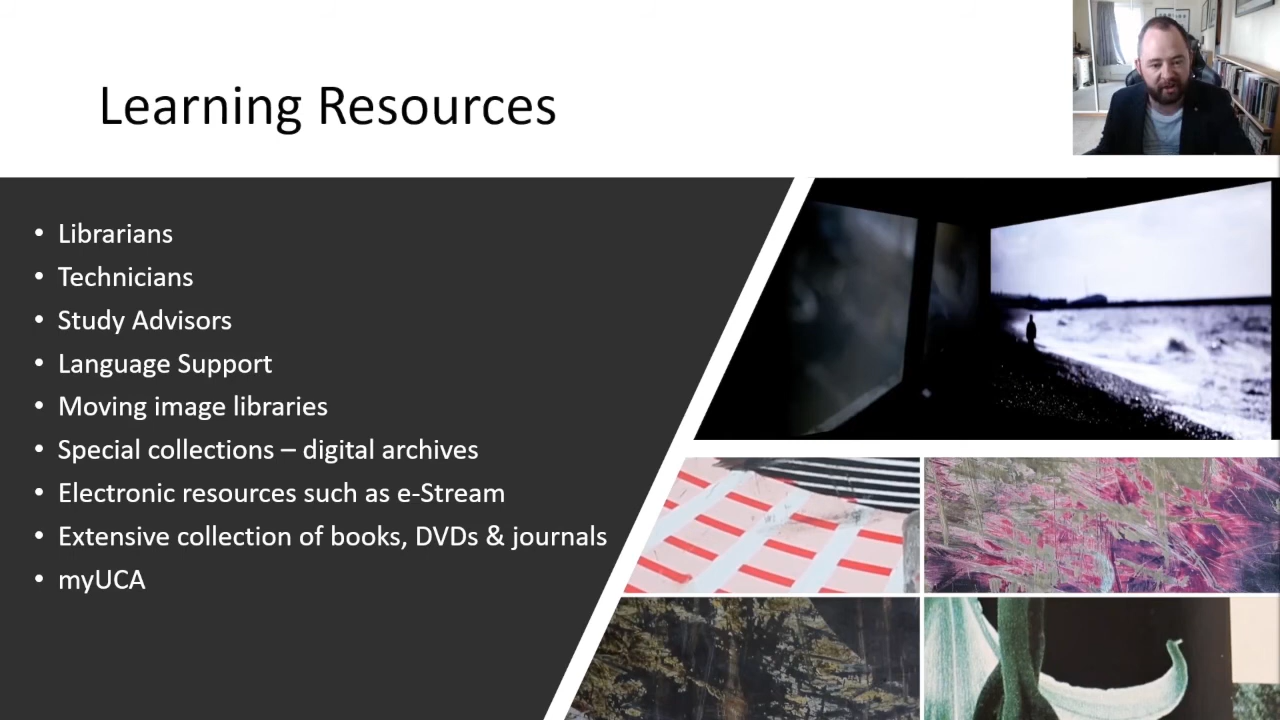 Learning Resources
• Librarians
• Technicians
• Study Advisors
• Language Support
• Moving image libraries
• Special collections – digital archives
• Electronic resources such as e-Stream
• Extensive collection of books, DVDs & journals
• myUCA